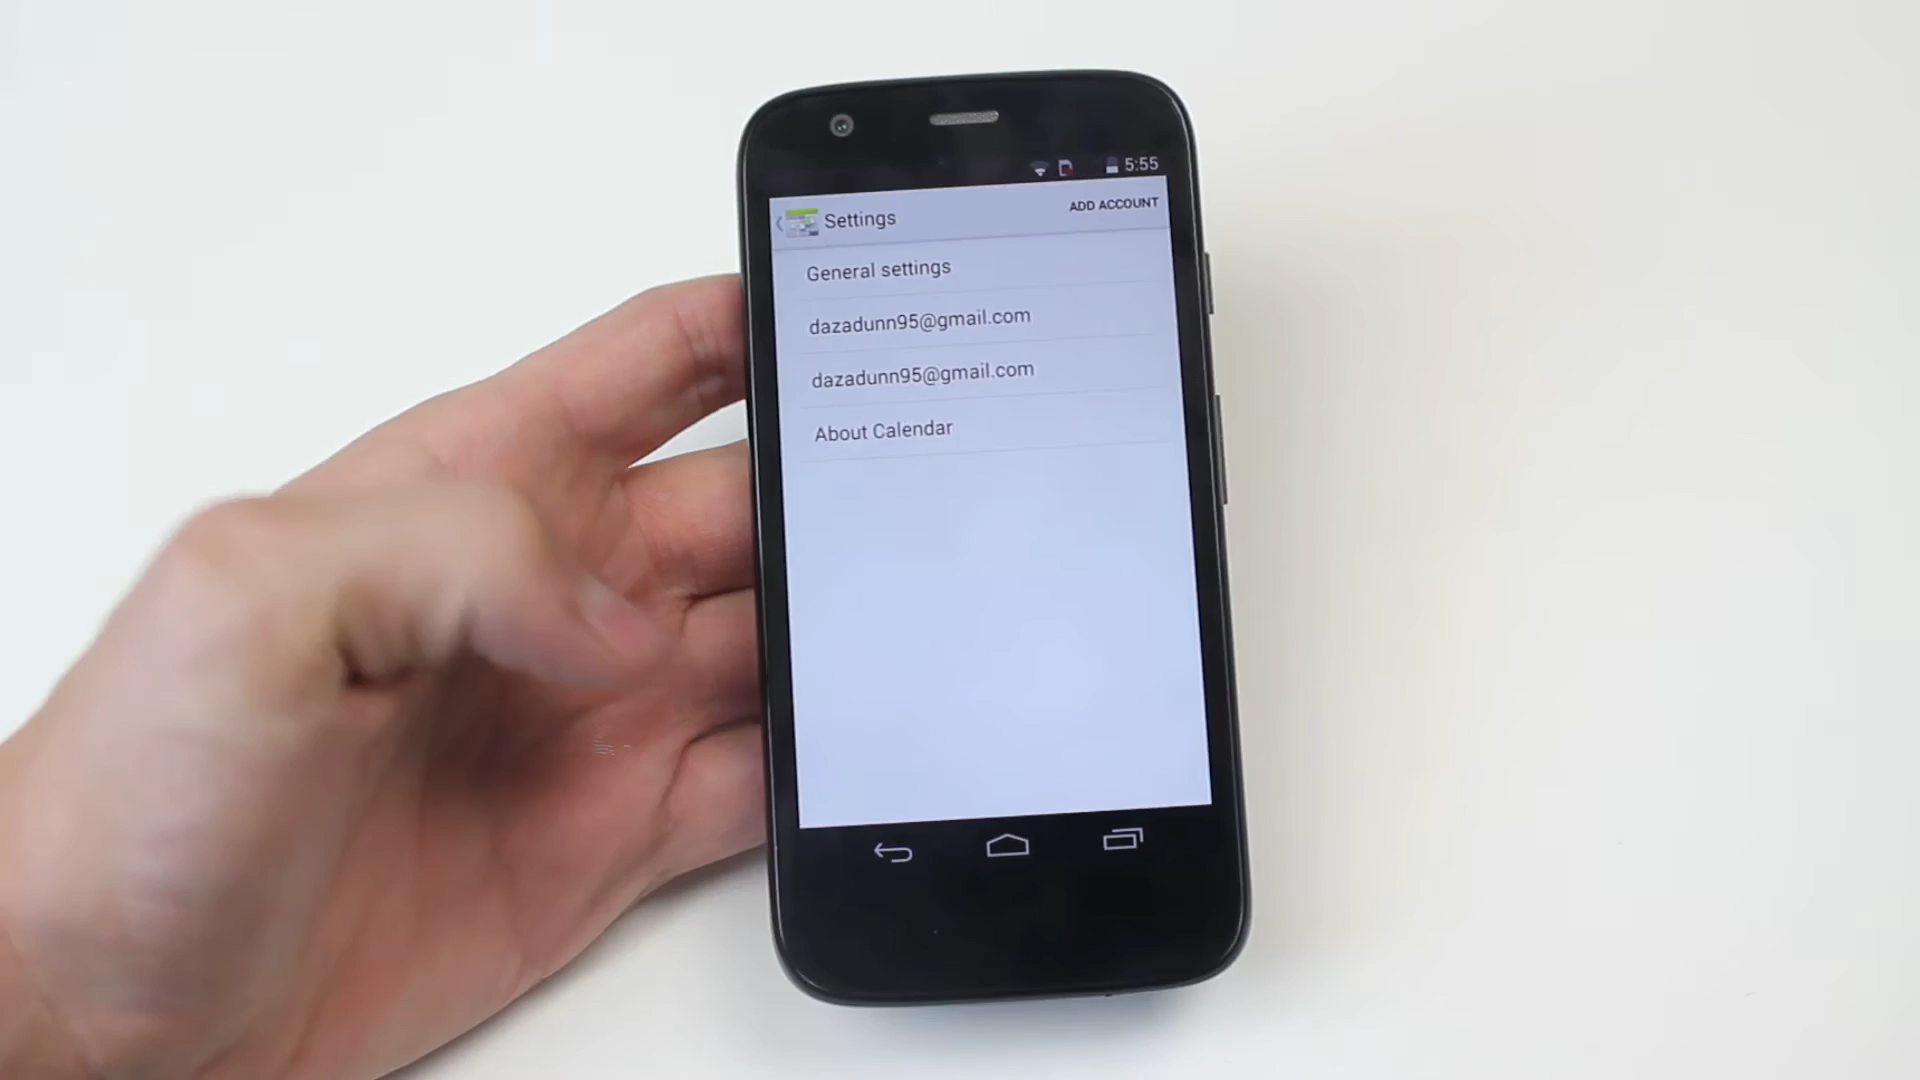 5:55
Settings
ADD ACCOUNT
General settings
dazadunn95@gmail.com
dazadunn95@gmail.com
About Calendar